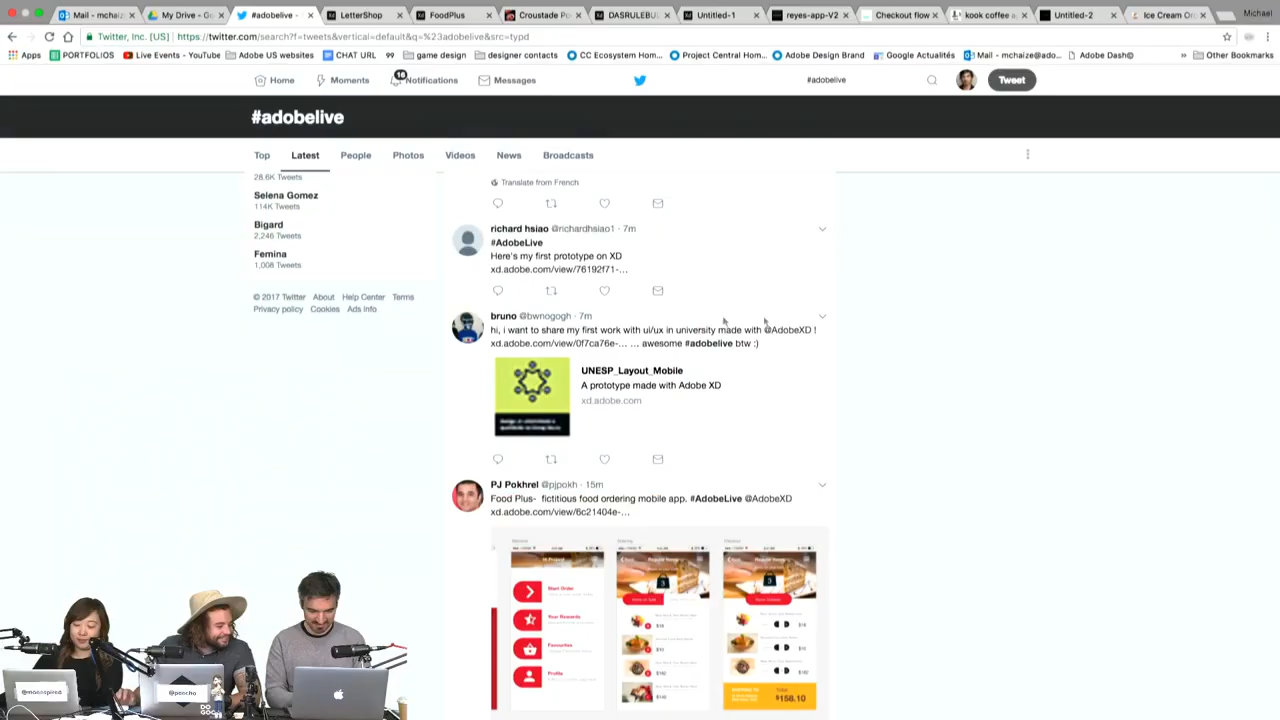 Mail - mchaiz
My Drive - Go
#adobelive -
LetterShop
FoodPlus
Croustade Po
DASRULEBU
Untitled-1
reyes-app-V2
Checkout flow
kook coffee a
Untitled-2
Ice Cream Or
Michael
Twitter, Inc. [US]
https://twitter.com/search?f=tweets&vertical=default&q=%23adobelive&src=typd
Apps
PORTFOLIOS
Live Events - YouTube
Adobe US websites
CHAT URL
game design
designer contacts
CC Ecosystem Hom...
Project Central Hom...
Adobe Design Brand
Google Actualités
Mail - mchaize@ado...
Adobe Dash©
»
Other Bookmarks
Home
Moments
16
Notifications
Messages
#adobelive
Tweet
#adobelive
Top
Latest
People
Photos
Videos
News
Broadcasts
28.6K Tweets
Selena Gomez
114K Tweets
Bigard
2,246 Tweets
Femina
1,008 Tweets
© 2017 Twitter About Help Center Terms
Privacy policy Cookies Ads info
Translate from French
richard hsiao @richardhsiao1 · 7m
#AdobeLive
Here's my first prototype on XD
xd.adobe.com/view/76192f71-...
bruno @bwnogogh · 7m
hi, i want to share my first work with ui/ux in university made with @AdobeXD !
xd.adobe.com/view/0f7ca76e-... ... awesome #adobelive btw :)
UNESP_Layout_Mobile
A prototype made with Adobe XD
xd.adobe.com
PJ Pokhrel @pjpokh · 15m
Food Plus- fictitious food ordering mobile app. #AdobeLive @AdobeXD
xd.adobe.com/view/6c21404e-...
Start Order
Your Rewards
Favourites
Profile
3
3
Total
$158.10
@pancho